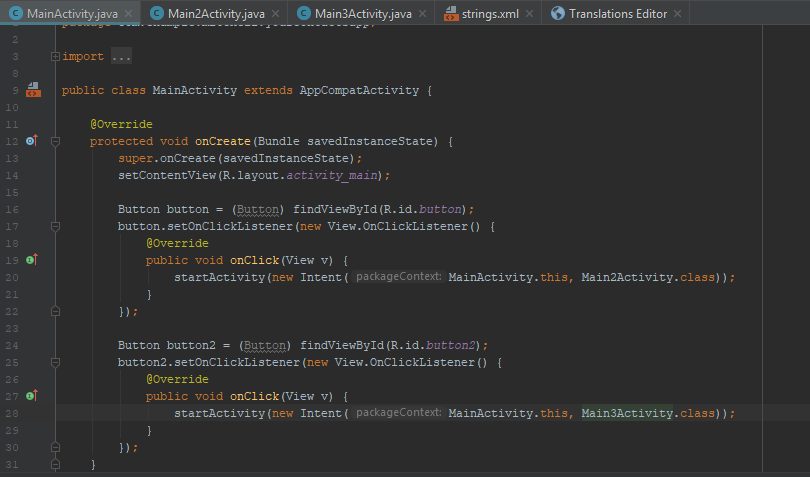 MainActivity.java Main2Activity.java Main3Activity.java strings.xml Translations Editor
2
3 import ...
8
9 public class MainActivity extends AppCompatActivity {
10
11 @Override
12 protected void onCreate(Bundle savedInstanceState) {
13 super.onCreate(savedInstanceState);
14 setContentView(R.layout.activity_main);
15
16 Button button = (Button) findViewById(R.id.button);
17 button.setOnClickListener(new View.OnClickListener() {
18 @Override
19 public void onClick(View v) {
20 startActivity(new Intent( packageContext: MainActivity.this, Main2Activity.class));
21 }
22 });
23
24 Button button2 = (Button) findViewById(R.id.button2);
25 button2.setOnClickListener(new View.OnClickListener() {
26 @Override
27 public void onClick(View v) {
28 startActivity(new Intent( packageContext: MainActivity.this, Main3Activity.class));
29 }
30 });
31 }